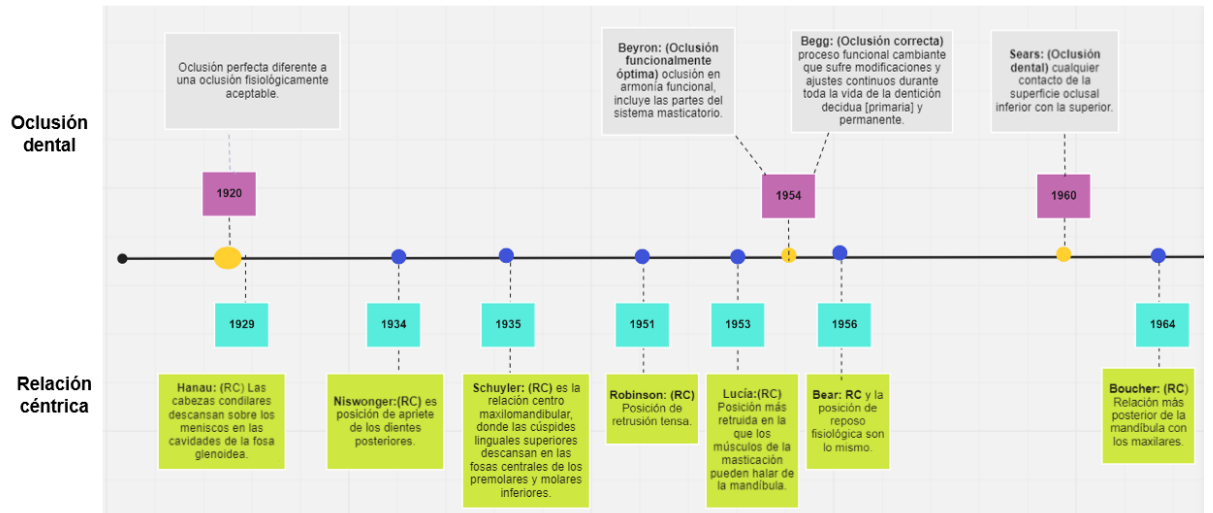 Oclusión
dental
Oclusión perfecta diferente a
una oclusión fisiológicamente
aceptable.
Beyron: (Oclusión
funcionalmente
óptima) oclusión en
armonía funcional,
incluye las partes del
sistema masticatorio.
Begg: (Oclusión correcta)
proceso funcional cambiante
que sufre modificaciones y
ajustes continuos durante
toda la vida de la dentición
decidua [primaria] y
permanente.
Sears: (Oclusión
dental) cualquier
contacto de la
superficie oclusal
inferior con la superior.
1920
1954
1960
1929
1934
1935
1951
1953
1956
1964
Relación
céntrica
Hanau: (RC) Las
cabezas condilares
descansan sobre los
meniscos en las
cavidades de la fosa
glenoidea.
Niswonger:(RC) es
posición de apriete
de los dientes
posteriores.
Schuyler: (RC) es la
relación centro
maxilomandibular,
donde las cúspides
linguales superiores
descansan en las
fosas centrales de los
premolares y molares
inferiores.
Robinson: (RC)
Posición de
retrusión tensa.
Lucía:(RC)
Posición más
retruida en la
que los
músculos de la
masticación
pueden halar de
la mandíbula.
Bear: RC y la
posición de
reposo
fisiológica son
lo mismo.
Boucher: (RC)
Relación más
posterior de la
mandíbula con
los maxilares.